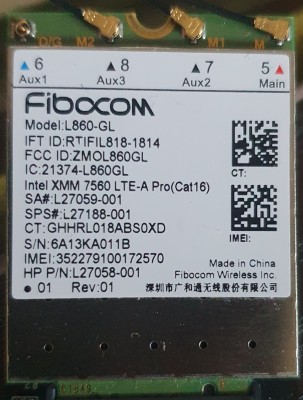 D/G M2 M1 M
▲6 ▲8 ▲7 5▲
Aux1 Aux3 Aux2 Main
Fibocom
Model:L860-GL
IFT ID:RTIFIL818-1814
FCC ID:ZMOL860GL
IC:21374-L860GL
CT:
Intel XMM 7560 LTE-A Pro(Cat16)
SA#:L27059-001
SPS#:L27188-001
CT:GHHRL018ABS0XD
IMEI:
S/N:6A13KA011B
IMEI:352279100172570
Made in China
HP P/N:L27058-001
Fibocom Wireless Inc.
● 01 Rev:01
深圳市广和通无线股份有限公司